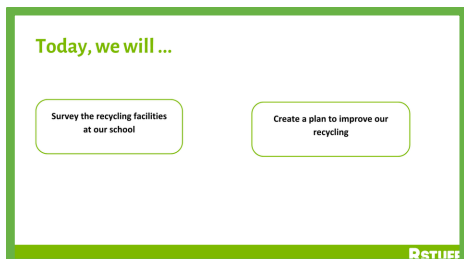 Today, we will ...
Survey the recycling facilities
at our school
Create a plan to improve our
recycling
RSTUFF